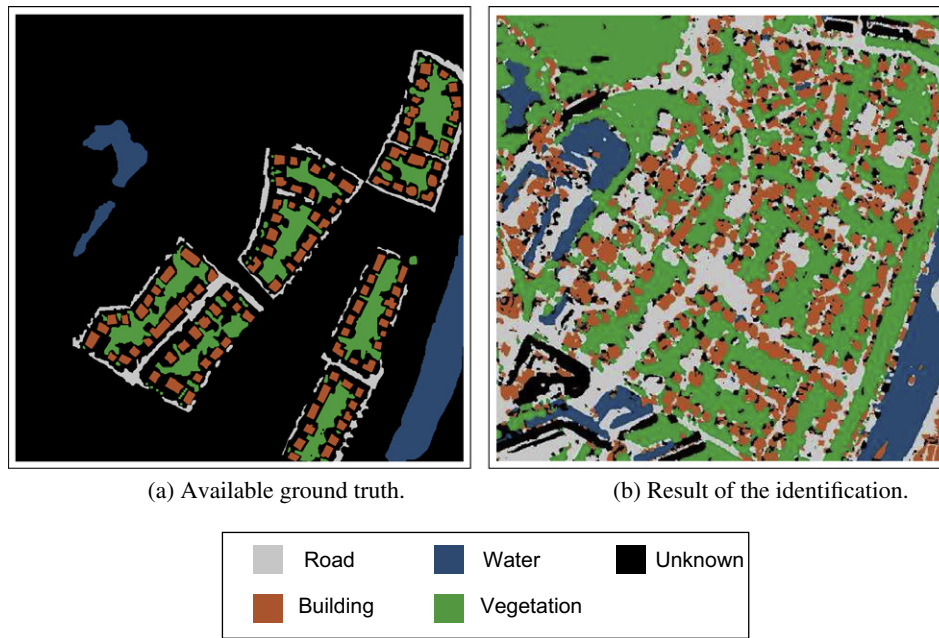 (a) Available ground truth.
(b) Result of the identification.
Road
Water
Unknown
Building
Vegetation